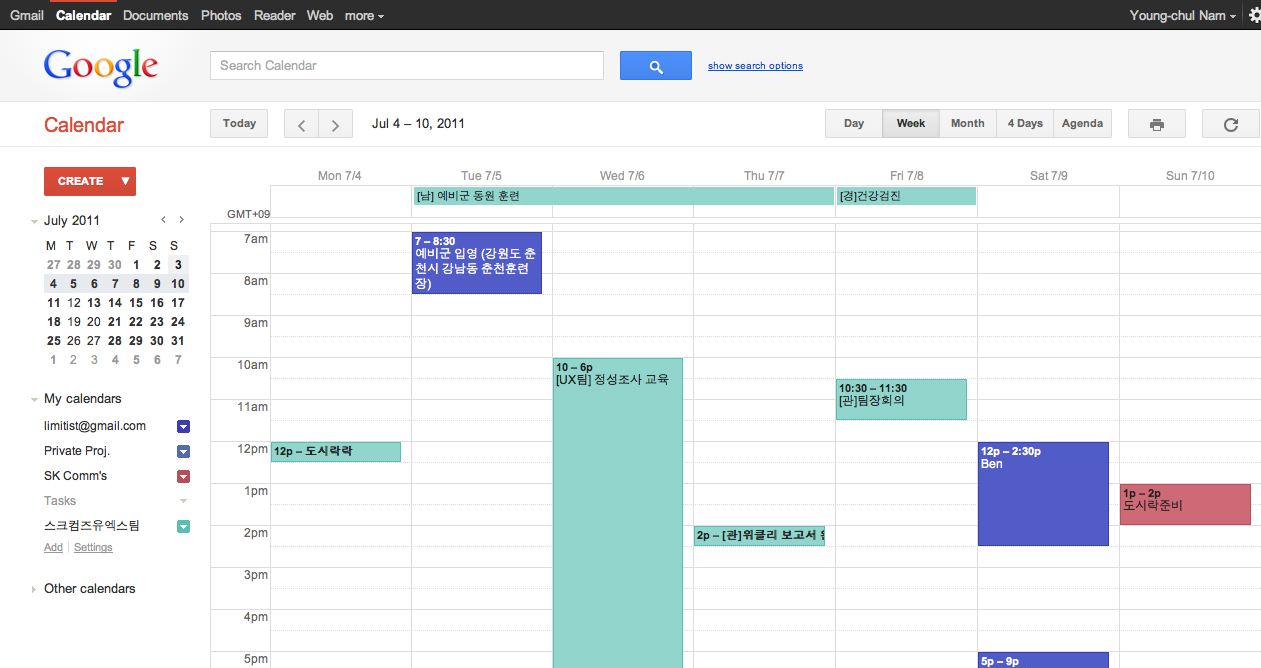 Gmail Calendar Documents Photos Reader Web more Young-chul Nam
Google Search Calendar show search options
Calendar Today Jul 4 – 10, 2011 Day Week Month 4 Days Agenda
CREATE
July 2011
M T W T F S S
27 28 29 30 1 2 3
4 5 6 7 8 9 10
11 12 13 14 15 16 17
18 19 20 21 22 23 24
25 26 27 28 29 30 31
1 2 3 4 5 6 7
My calendars
limitist@gmail.com
Private Proj.
SK Comm's
Tasks
스크컴즈유엑스팀
Add Settings
Other calendars
Mon 7/4 Tue 7/5 Wed 7/6 Thu 7/7 Fri 7/8 Sat 7/9 Sun 7/10
[남] 예비군 동원 훈련 [경]건강검진
GMT+09
7am
8am
9am
10am
11am
12pm
1pm
2pm
3pm
4pm
5pm
12p – 도시락락
7 – 8:30
예비군 입영 (강원도 춘
천시 강남동 춘천훈련
장)
10 – 6p
[UX팀] 정성조사 교육
2p – [관]위클리 보고서
10:30 – 11:30
[관]팀장회의
12p – 2:30p
Ben
5p – 9p
1p – 2p
도시락준비